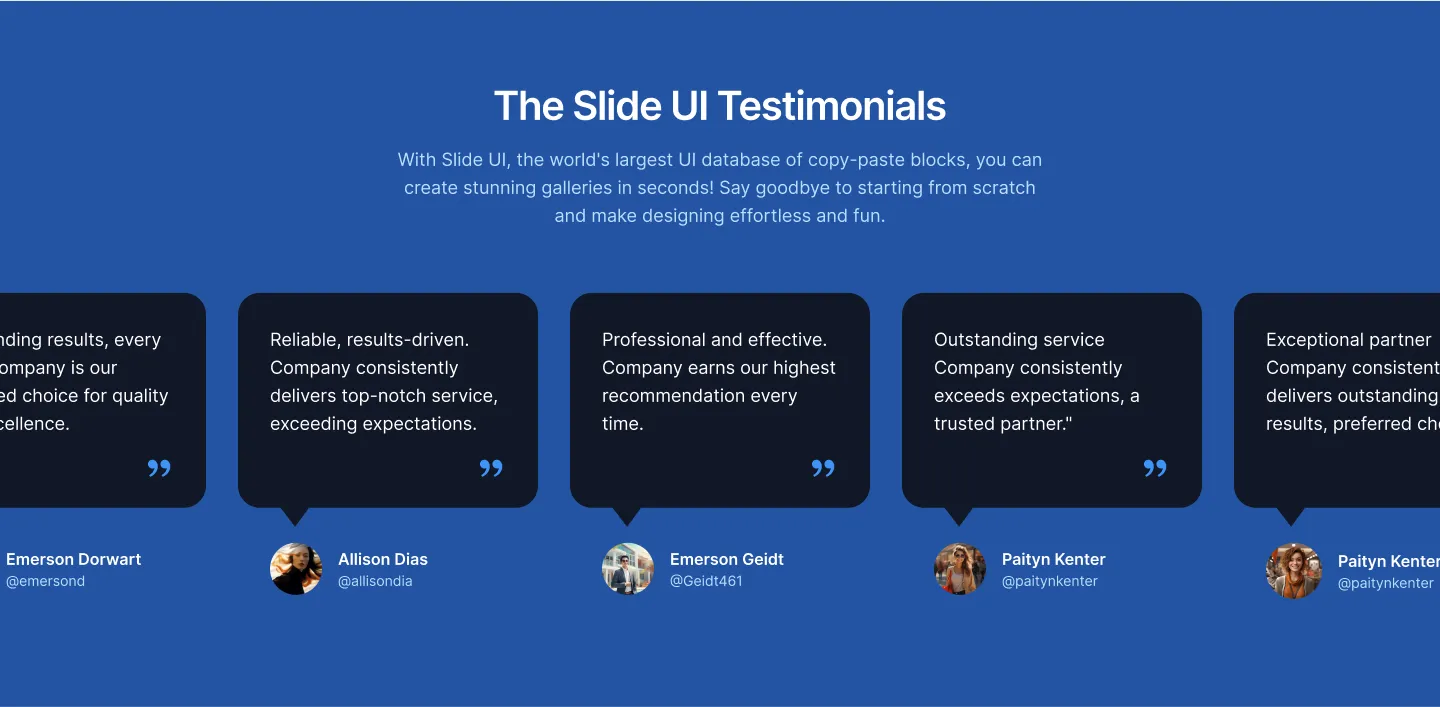 The Slide UI Testimonials
With Slide UI, the world's largest UI database of copy-paste blocks, you can
create stunning galleries in seconds! Say goodbye to starting from scratch
and make designing effortless and fun.
nding results, every
ompany is our
ed choice for quality
cellence.
Emerson Dorwart
@emersond
Reliable, results-driven.
Company consistently
delivers top-notch service,
exceeding expectations.
Allison Dias
@allisondia
Professional and effective.
Company earns our highest
recommendation every
time.
Emerson Geidt
@Geidt461
Outstanding service
Company consistently
exceeds expectations, a
trusted partner."
Paityn Kenter
@paitynkenter
Exceptional partner
Company consistent
delivers outstanding
results, preferred cho
Paityn Kenter
@paitynkenter